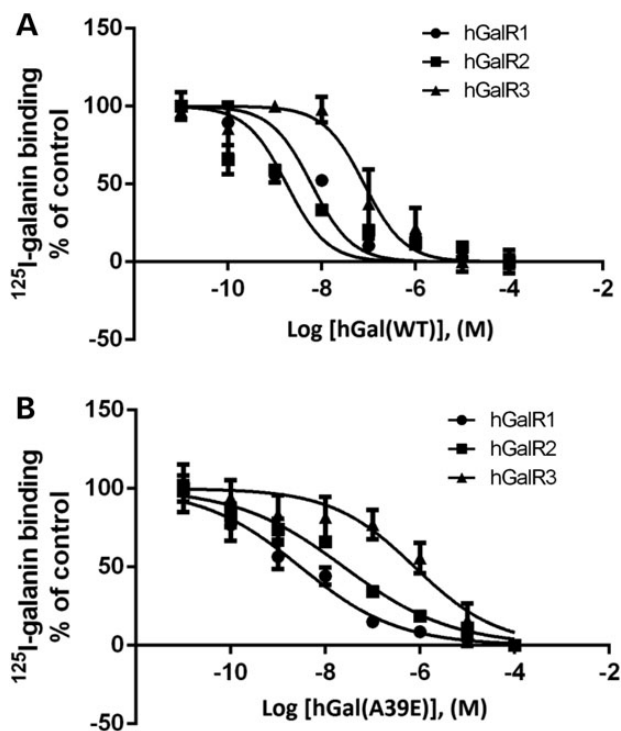 A
150
100
50
0
-50
-10
-8
-6
-4
-2
¹²⁵I-galanin binding
% of control
Log [hGal(WT)], (M)
hGalR1
hGalR2
hGalR3
B
150
100
50
0
-50
-10
-8
-6
-4
-2
¹²⁵I-galanin binding
% of control
Log [hGal(A39E)], (M)
hGalR1
hGalR2
hGalR3